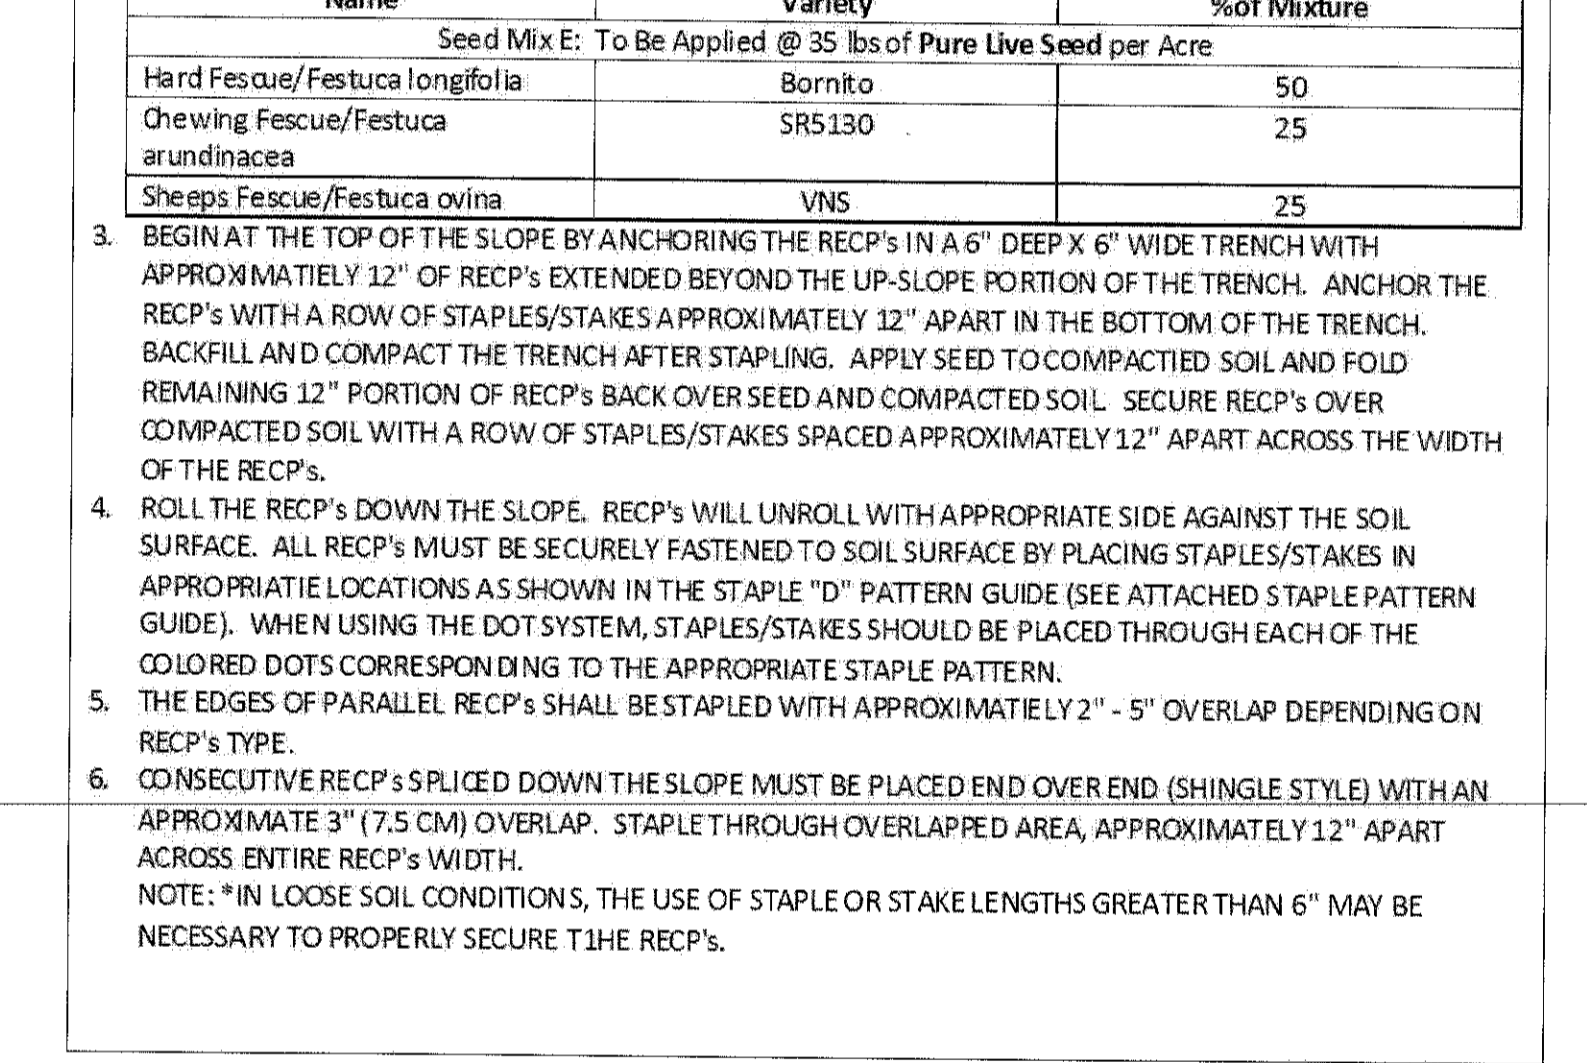 Name Variety %of Mixture
Seed Mix E: To Be Applied @ 35 lbs of Pure Live Seed per Acre
Hard Fescue/Festuca longifolia Bornito 50
Chewing Fescue/Festuca SR5130 25
arundinacea
Sheeps Fescue/Festuca ovina VNS 25
3. BEGIN AT THE TOP OF THE SLOPE BY ANCHORING THE RECP's IN A 6" DEEP X 6" WIDE TRENCH WITH
APPROXIMATIELY 12" OF RECP's EXTENDED BEYOND THE UP-SLOPE PORTION OF THE TRENCH. ANCHOR THE
RECP's WITH A ROW OF STAPLES/STAKES APPROXIMATELY 12" APART IN THE BOTTOM OF THE TRENCH.
BACKFILL AND COMPACT THE TRENCH AFTER STAPLING. APPLY SEED TO COMPACTIED SOIL AND FOLD
REMAINING 12" PORTION OF RECP's BACK OVER SEED AND COMPACTED SOIL SECURE RECP's OVER
COMPACTED SOIL WITH A ROW OF STAPLES/STAKES SPACED APPROXIMATELY 12" APART ACROSS THE WIDTH
OF THE RECP's.
4. ROLL THE RECP's DOWN THE SLOPE. RECP's WILL UNROLL WITH APPROPRIATE SIDE AGAINST THE SOIL
SURFACE. ALL RECP's MUST BE SECURELY FASTENED TO SOIL SURFACE BY PLACING STAPLES/STAKES IN
APPROPRIATIE LOCATIONS AS SHOWN IN THE STAPLE "D" PATTERN GUIDE (SEE ATTACHED STAPLE PATTERN
GUIDE). WHEN USING THE DOT SYSTEM, STAPLES/STAKES SHOULD BE PLACED THROUGH EACH OF THE
COLORED DOTS CORRESPONDING TO THE APPROPRIATE STAPLE PATTERN.
5. THE EDGES OF PARALLEL RECP's SHALL BE STAPLED WITH APPROXIMATIELY 2" - 5" OVERLAP DEPENDING ON
RECP's TYPE.
6. CONSECUTIVE RECP's SPLICED DOWN THE SLOPE MUST BE PLACED END OVER END (SHINGLE STYLE) WITH AN
APPROXIMATE 3" (7.5 CM) OVERLAP. STAPLE THROUGH OVERLAPPED AREA, APPROXIMATELY 12" APART
ACROSS ENTIRE RECP's WIDTH.
NOTE: *IN LOOSE SOIL CONDITIONS, THE USE OF STAPLE OR STAKE LENGTHS GREATER THAN 6" MAY BE
NECESSARY TO PROPERLY SECURE T1HE RECP's.